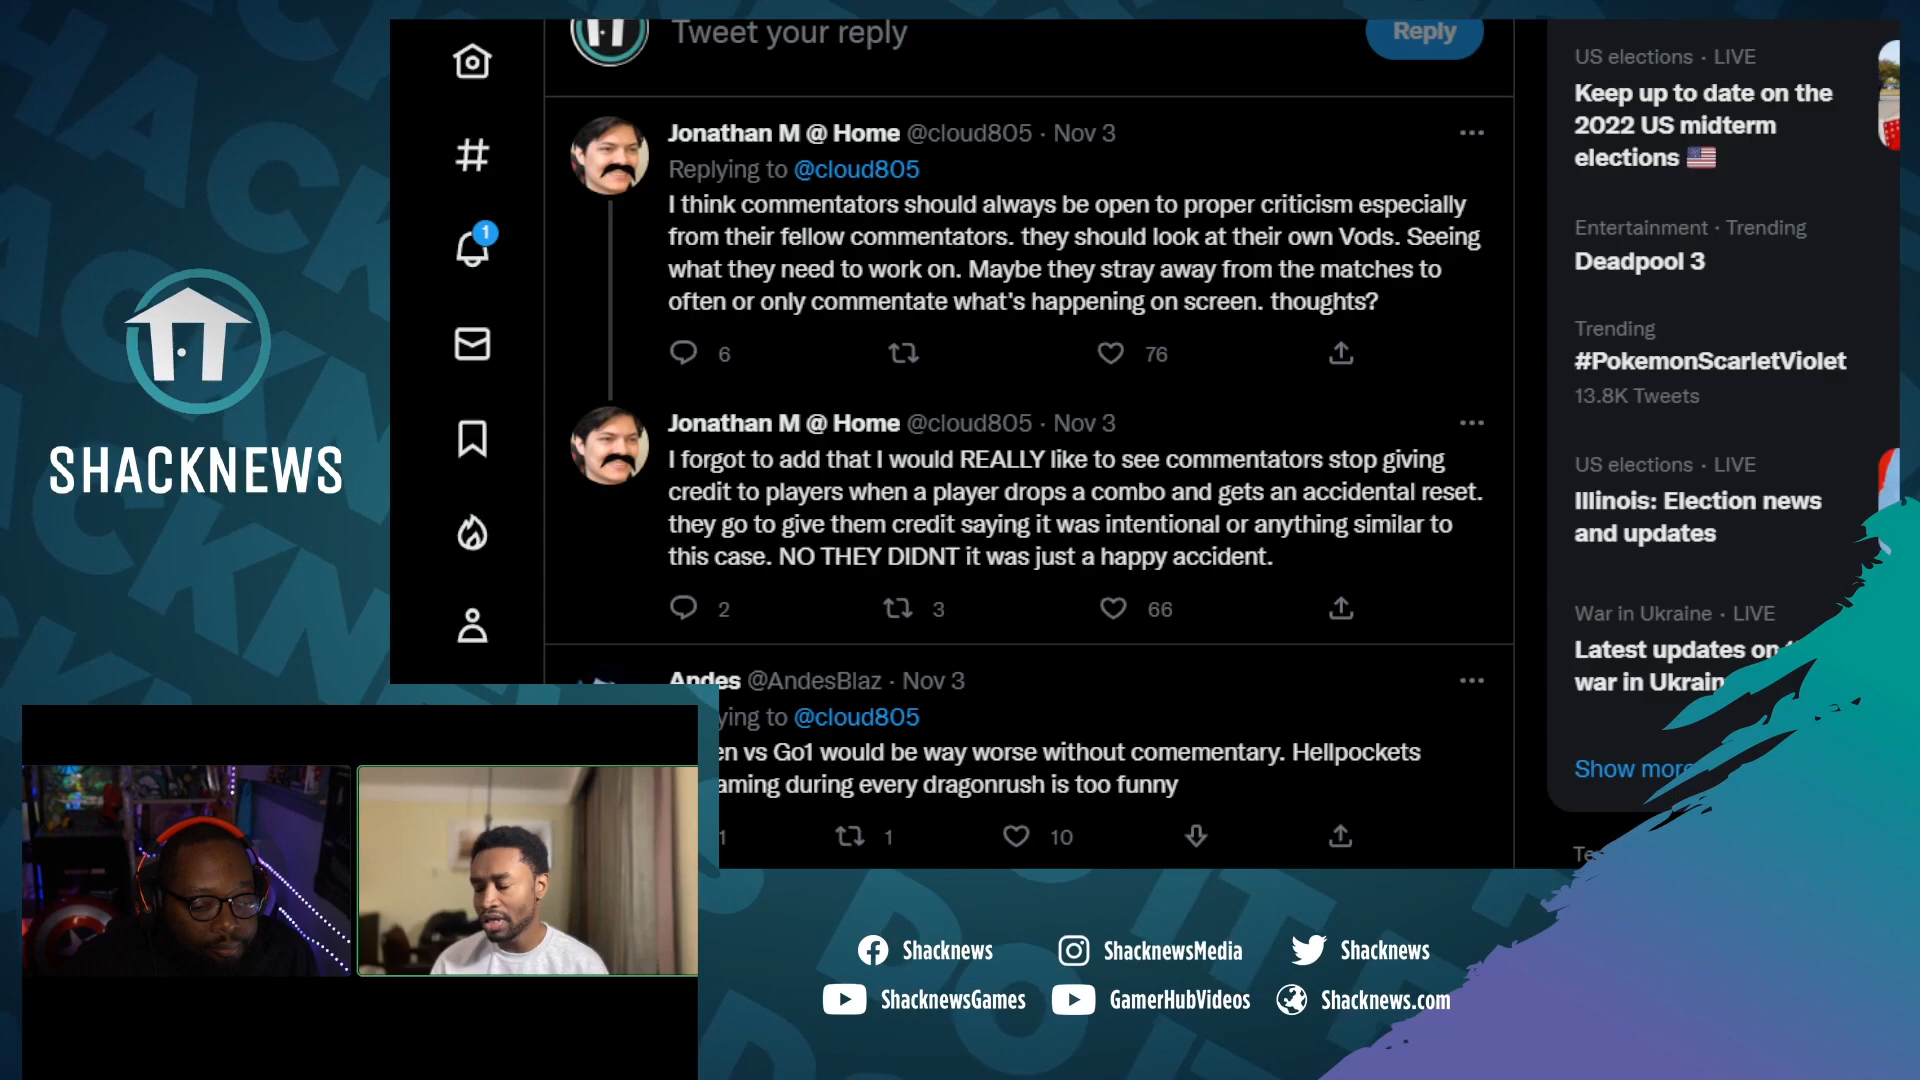 Tweet your reply
Reply
Jonathan M @ Home @cloud805 · Nov 3
Replying to @cloud805
I think commentators should always be open to proper criticism especially
from their fellow commentators. they should look at their own Vods. Seeing
what they need to work on. Maybe they stray away from the matches to
often or only commentate what's happening on screen. thoughts?
6
76
Jonathan M @ Home @cloud805 · Nov 3
I forgot to add that I would REALLY like to see commentators stop giving
credit to players when a player drops a combo and gets an accidental reset.
they go to give them credit saying it was intentional or anything similar to
this case. NO THEY DIDNT it was just a happy accident.
2
3
66
Andes @AndesBlaz · Nov 3
ying to @cloud805
en vs Go1 would be way worse without comementary. Hellpockets
aming during every dragonrush is too funny
1
1
10
1
US elections · LIVE
Keep up to date on the
2022 US midterm
elections
Entertainment · Trending
Deadpool 3
Trending
#PokemonScarletViolet
13.8K Tweets
US elections · LIVE
Illinois: Election news
and updates
War in Ukraine · LIVE
Latest updates on
war in Ukrain
Show more
Te
SHACKNEWS
Shacknews
ShacknewsMedia
Shacknews
ShacknewsGames
GamerHubVideos
Shacknews.com